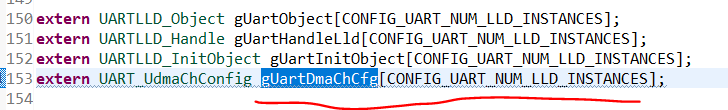 150 extern UARTLLD_Object gUartObject[CONFIG_UART_NUM_LLD_INSTANCES];
151 extern UARTLLD_Handle gUartHandleLld[CONFIG_UART_NUM_LLD_INSTANCES];
152 extern UARTLLD_InitObject gUartInitObject[CONFIG_UART_NUM_LLD_INSTANCES];
153 extern UART_UdmaChConfig gUartDmaChCfg[CONFIG_UART_NUM_LLD_INSTANCES];
154